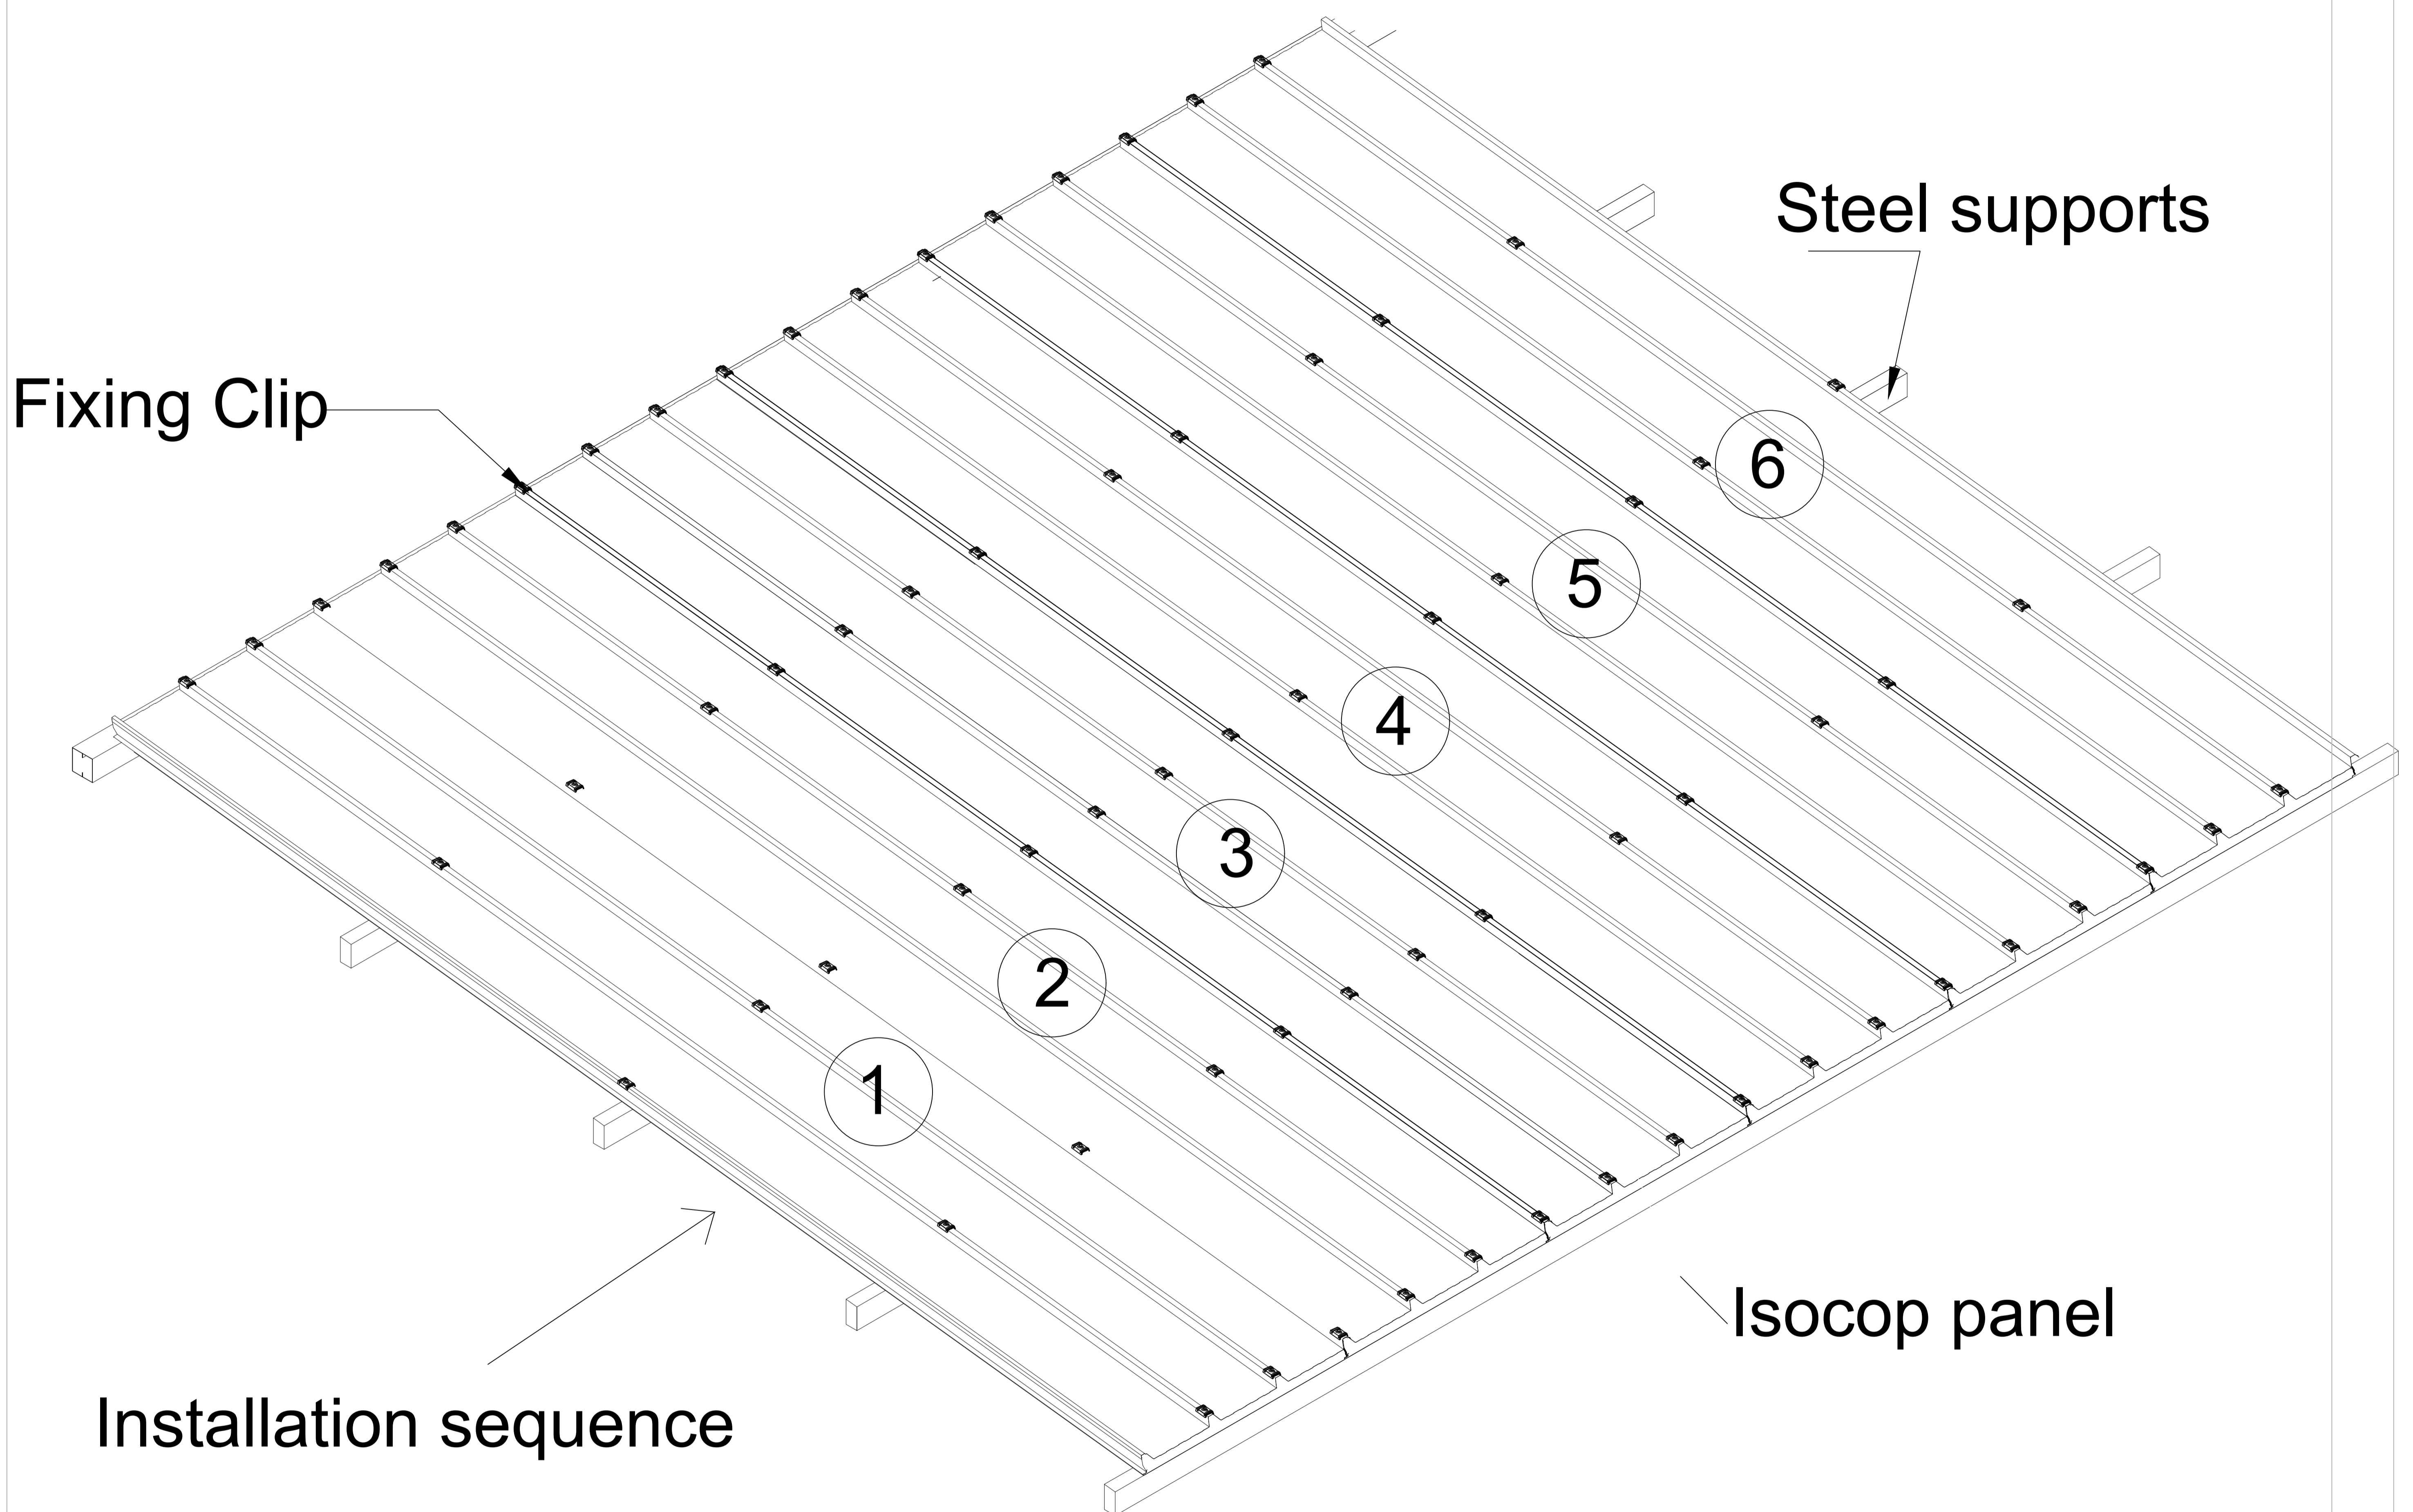 Steel supports
Fixing Clip
6
5
4
3
2
1
Isocop panel
Installation sequence